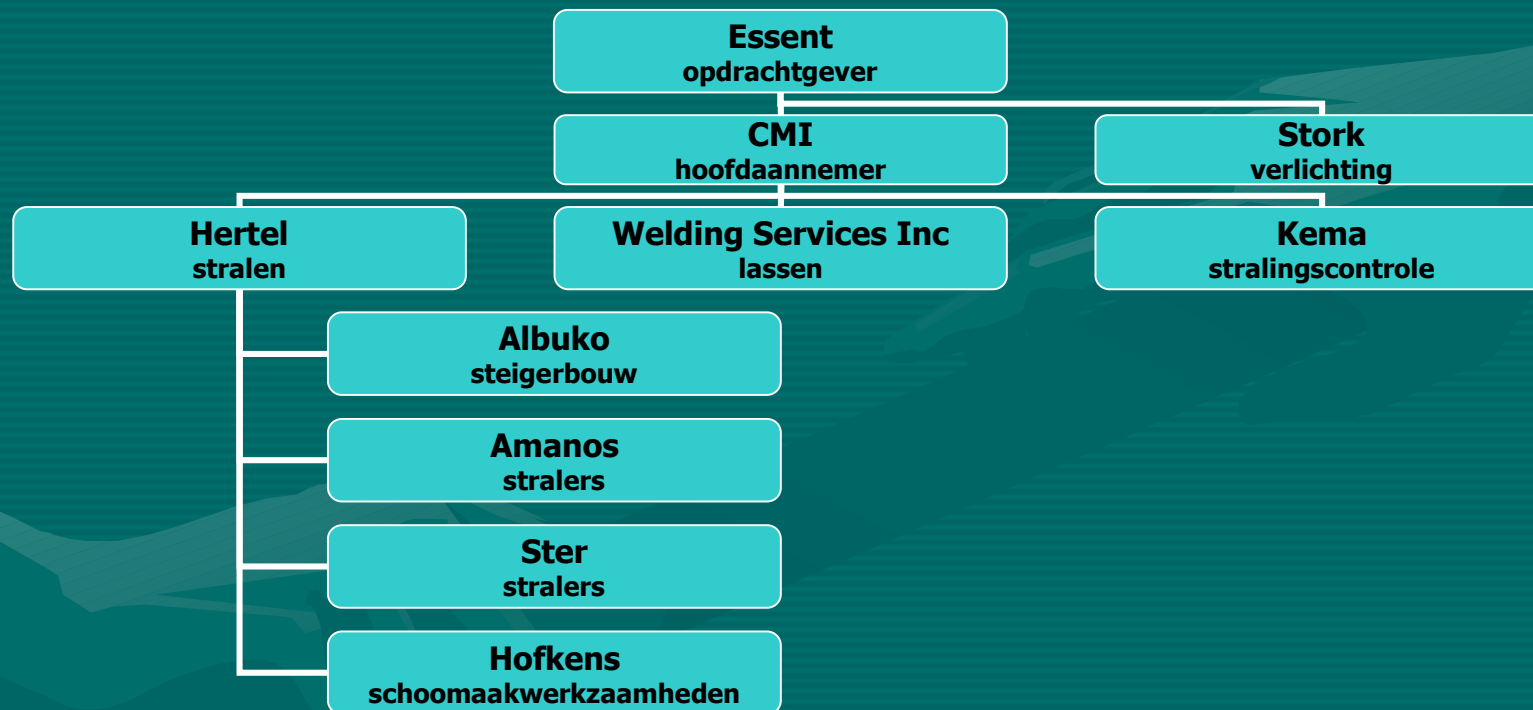 Essent
opdrachtgever
CMI
hoofdaannemer
Stork
verlichting
Hertel
stralen
Welding Services Inc
lassen
Kema
stralingscontrole
Albuko
steigerbouw
Amanos
stralers
Ster
stralers
Hofkens
schoomaakwerkzaamheden